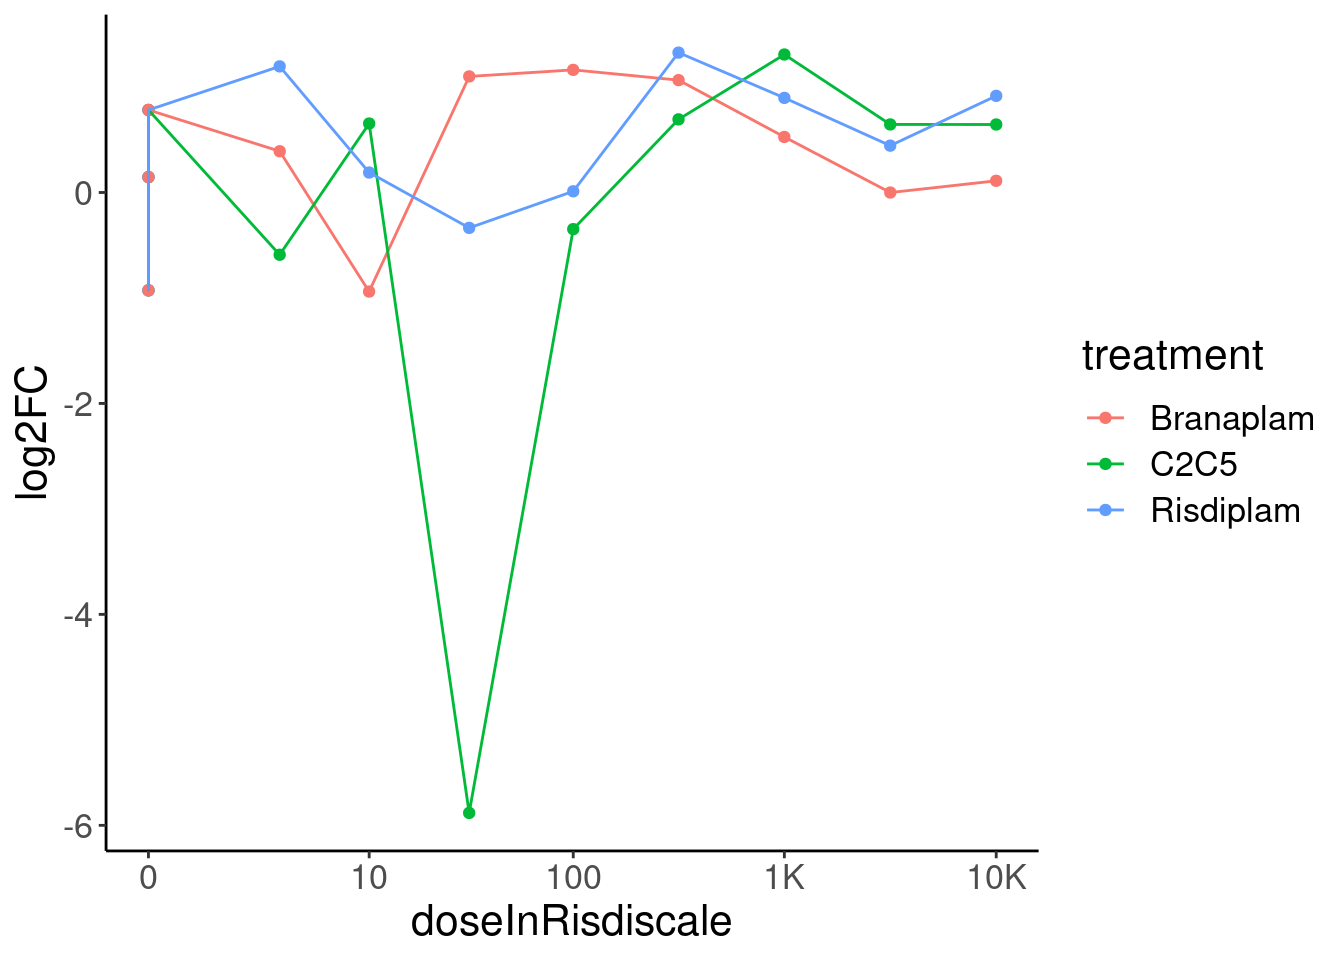 0
-2
-4
-6
log2FC
0 10 100 1K 10K
doseInRisdiscale
treatment
Branaplam
C2C5
Risdiplam